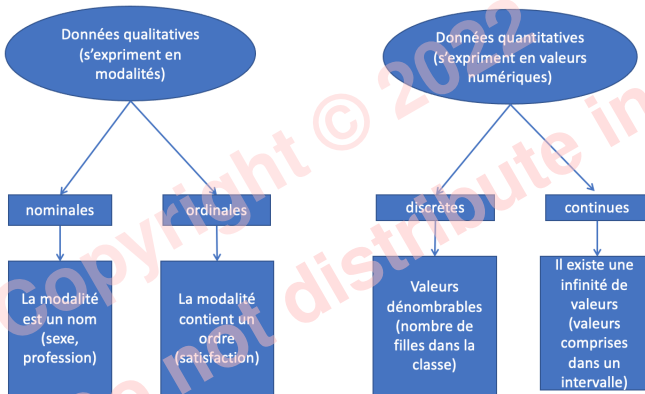 Données qualitatives
(s'expriment en
modalités)
Données quantitatives
(s'expriment en valeurs
numériques)
nominales
ordinales
discrètes
continues
La modalité
est un nom
(sexe,
profession)
La modalité
contient un
ordre
(satisfaction)
Valeurs
dénombrables
(nombre de
filles dans la
classe)
Il existe une
infinité de
valeurs
(valeurs
comprises
dans un
intervalle)
Copyright © 2022
not distribute in